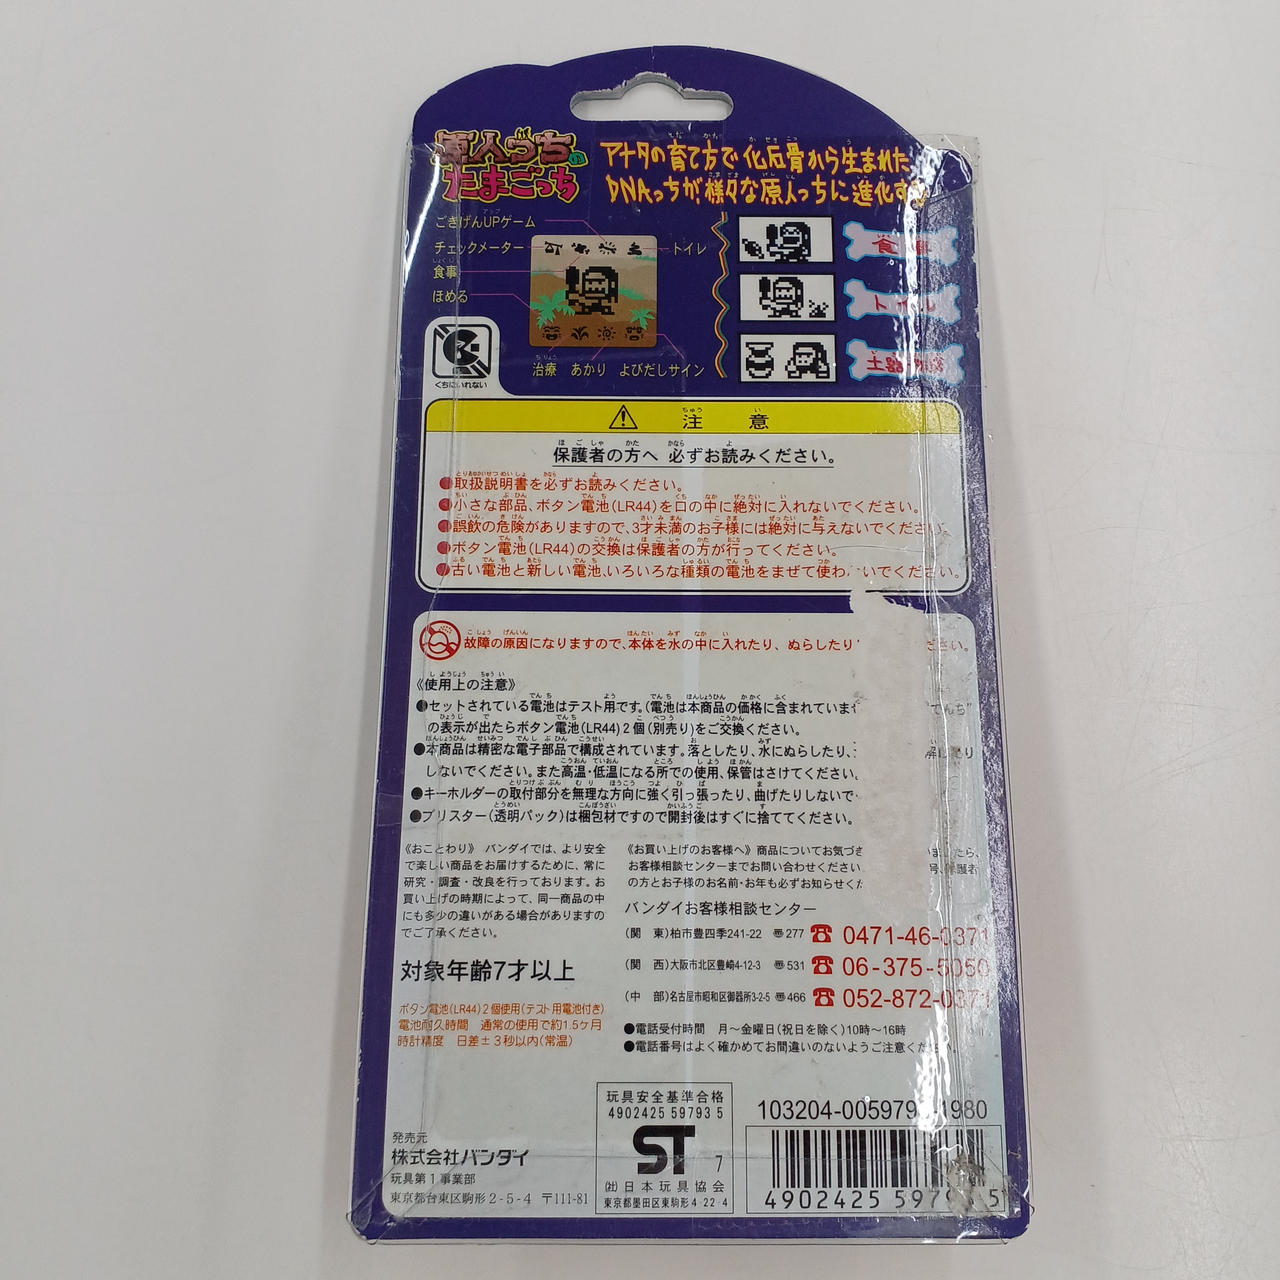 原人っちの
たまごっち
アナタの育て方で化石骨から生まれた
DNAっちが、様々な原人っちに進化する
ごきげんUPゲーム
チェックメーター
トイレ
食事
ほめる
治療 あかり よびだしサイン
食事
トイレ
くちにいれない
注意
保護者の方へ 必ずお読みください。
●取扱説明書を必ずお読みください。
●小さな部品、ボタン電池(LR44)を口の中に絶対に入れないでください。
●誤飲の危険がありますので、3才未満のお子様には絶対に与えないでください。
●ボタン電池(LR44)の交換は保護者の方が行ってください。
●古い電池と新しい電池、いろいろな種類の電池をまぜて使わないでください。
故障の原因になりますので、本体を水の中に入れたり、ぬらしたり ださい。
《使用上の注意》
●セットされている電池はテスト用です。(電池は本商品の価格に含まれていませ "でんち"
の表示が出たらボタン電池(LR44)2個(別売り)をご交換ください。
●本商品は精密な電子部品で構成されています。落としたり、水にぬらしたり、 解したり
しないでください。また高温・低温になる所での使用、保管はさけてください。
●キーホルダーの取付部分を無理な方向に強く引っ張ったり、曲げたりしないで
●ブリスター(透明パック)は梱包材ですので開封後はすぐに捨ててください。
《おことわり》 バンダイでは、より安全
で楽しい商品をお届けするために、常に
研究・調査・改良を行っております。お
買い上げの時期によって、同一商品の中
にも多少の違いがある場合がありますの
でご了承ください。
《お買い上げのお客様へ》商品についてお気づき ましたら、
お客様相談センターまでお問い合わせください 号、保護者
の方とお子様のお名前・お年も必ずお知らせくだ
バンダイお客様相談センター
(関 東)柏市豊四季241-22 〠277 ☎ 0471-46-0371
(関 西)大阪市北区豊崎4-12-3 〠531 ☎ 06-375-5050
(中 部)名古屋市昭和区御器所3-2-5 〠466 ☎ 052-872-0371
●電話受付時間 月〜金曜日(祝日を除く)10時〜16時
●電話番号はよく確かめてお間違いのないようご注意ください。
対象年齢7才以上
ボタン電池(LR44)2個使用(テスト用電池付き)
電池耐久時間 通常の使用で約1.5ヶ月
時計精度 日差±3秒以内(常温)
発売元
株式会社バンダイ
玩具第1事業部
東京都台東区駒形2-5-4 〒111-81
玩具安全基準合格
4902425 59793 5
ST 7
(社)日本玩具協会
東京都墨田区東駒形4-22-4
103204-005979 1980
4902425 59793 5